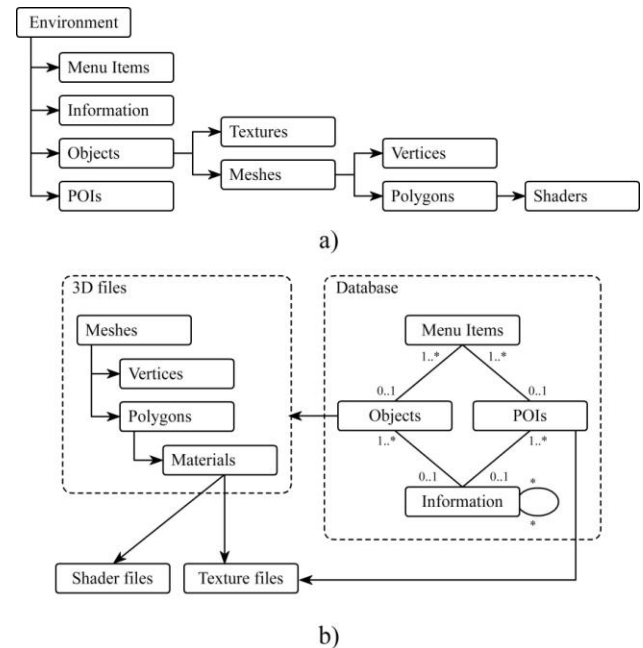 Environment
Menu Items
Information
Objects
POIs
Textures
Meshes
Vertices
Polygons
Shaders
a)
3D files
Meshes
Vertices
Polygons
Materials
Database
Menu Items
1..*
1..*
0..1
0..1
Objects
POIs
1..*
1..*
0..1
0..1
Information
*
*
Shader files
Texture files
b)